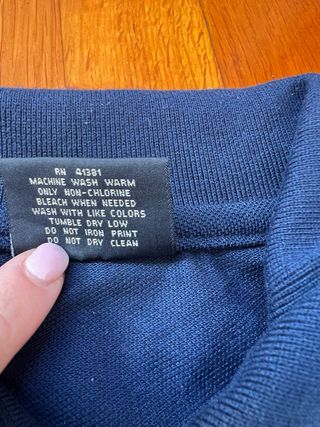 RN 41381
MACHINE WASH WARM
ONLY NON-CHLORINE
BLEACH WHEN NEEDED
WASH WITH LIKE COLORS
TUMBLE DRY LOW
DO NOT IRON PRINT
DO NOT DRY CLEAN